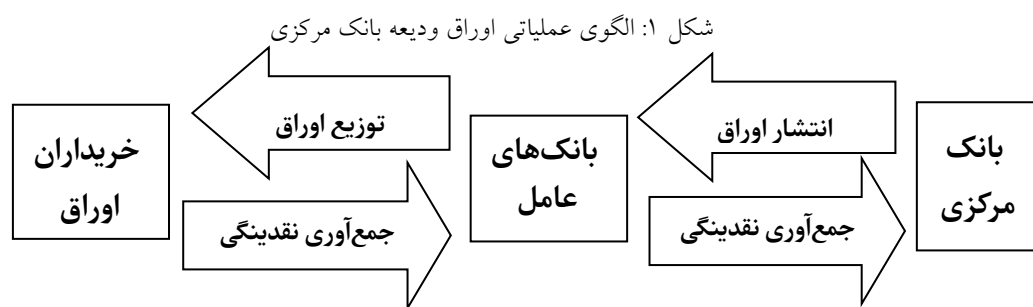 شکل ۱: الگوی عملیاتی اوراق ودیعه بانک مرکزی
بانک
مرکزی
انتشار اوراق
جمع‌آوری نقدینگی
بانک‌های
عامل
توزیع اوراق
جمع‌آوری نقدینگی
خریداران
اوراق